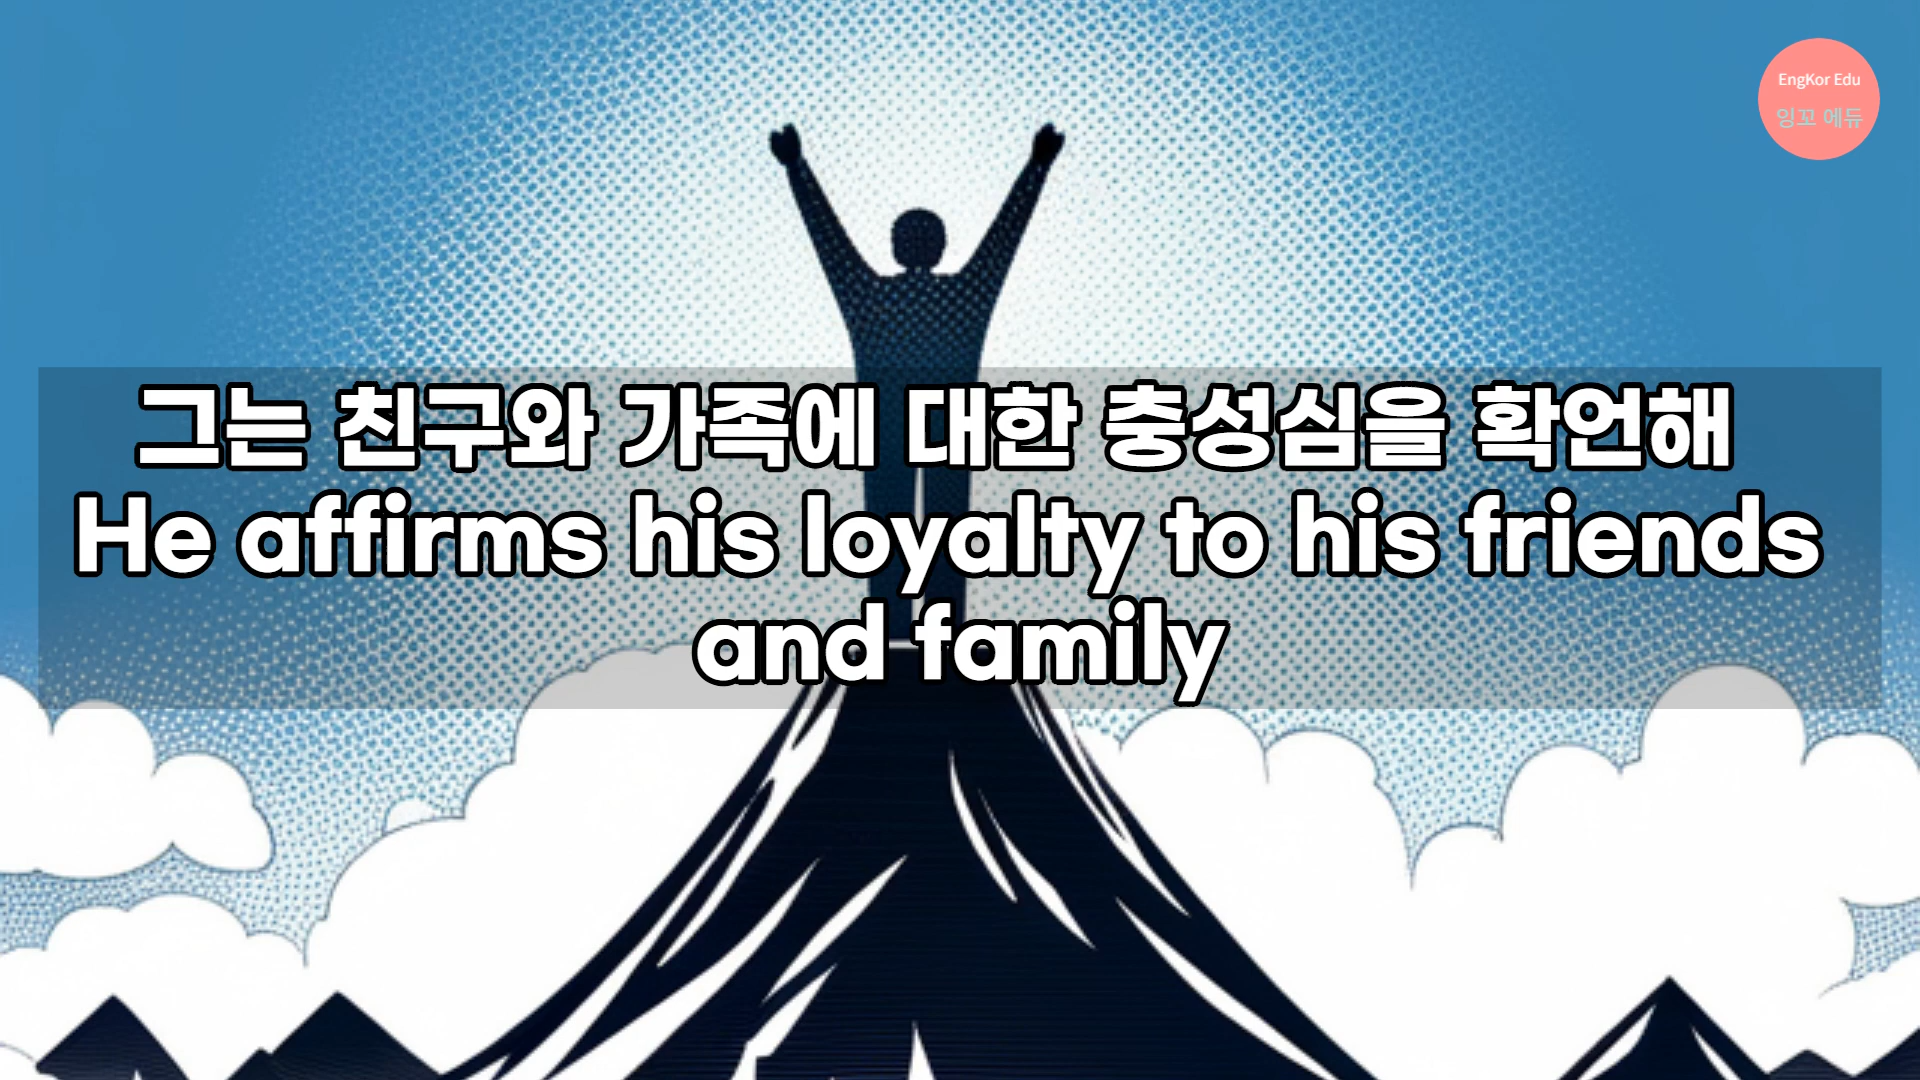 EngKor Edu
잉꼬 에듀
그는 친구와 가족에 대한 충성심을 확언해
He affirms his loyalty to his friends
and family